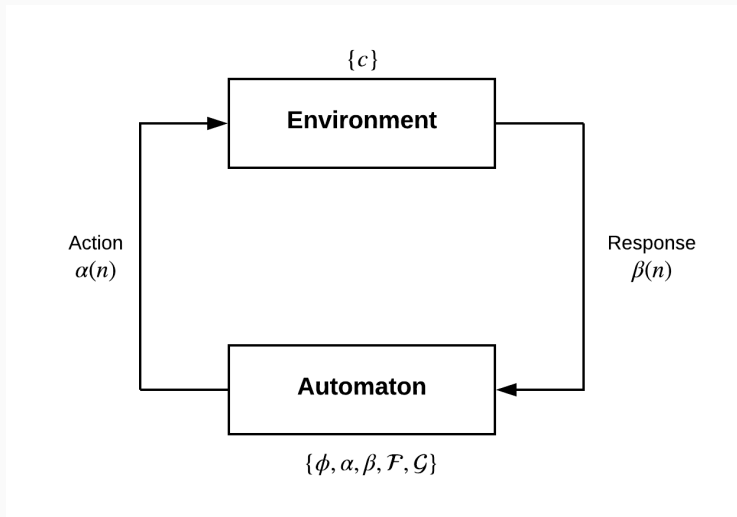 {c}
Environment
Action
α(n)
Response
β(n)
Automaton
{ϕ, α, β, ℱ, 𝒢}